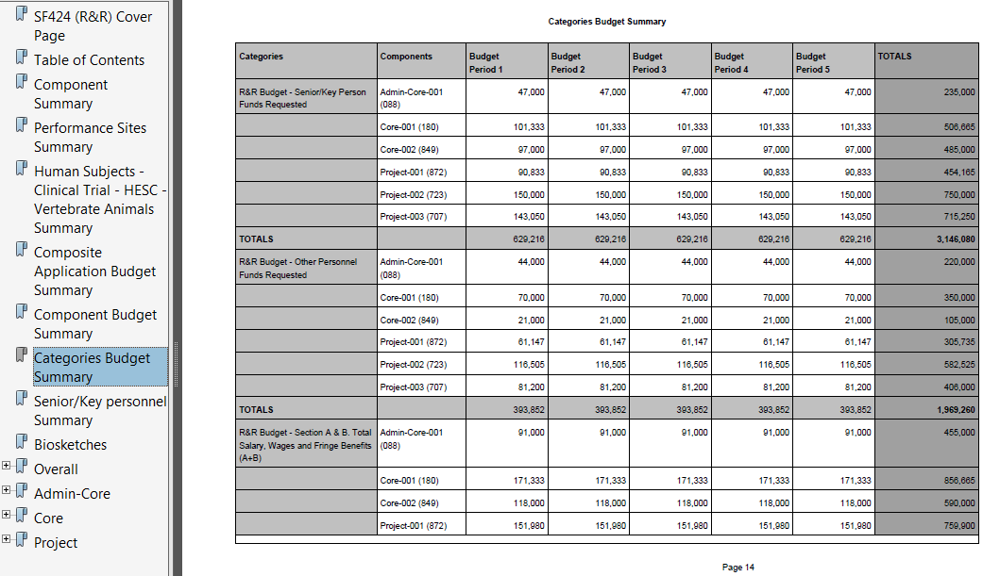 SF424 (R&R) Cover
Page
Table of Contents
Component
Summary
Performance Sites
Summary
Human Subjects -
Clinical Trial - HESC -
Vertebrate Animals
Summary
Composite
Application Budget
Summary
Component Budget
Summary
Categories Budget
Summary
Senior/Key personnel
Summary
Biosketches
Overall
Admin-Core
Core
Project
Categories Budget Summary
Categories Components Budget Period 1 Budget Period 2 Budget Period 3 Budget Period 4 Budget Period 5 TOTALS
R&R Budget - Senior/Key Person Funds Requested Admin-Core-001 (088) 47,000 47,000 47,000 47,000 47,000 235,000
Core-001 (180) 101,333 101,333 101,333 101,333 101,333 506,665
Core-002 (849) 97,000 97,000 97,000 97,000 97,000 485,000
Project-001 (872) 90,833 90,833 90,833 90,833 90,833 454,165
Project-002 (723) 150,000 150,000 150,000 150,000 150,000 750,000
Project-003 (707) 143,050 143,050 143,050 143,050 143,050 715,250
TOTALS 629,216 629,216 629,216 629,216 629,216 3,146,080
R&R Budget - Other Personnel Funds Requested Admin-Core-001 (088) 44,000 44,000 44,000 44,000 44,000 220,000
Core-001 (180) 70,000 70,000 70,000 70,000 70,000 350,000
Core-002 (849) 21,000 21,000 21,000 21,000 21,000 105,000
Project-001 (872) 61,147 61,147 61,147 61,147 61,147 305,735
Project-002 (723) 116,505 116,505 116,505 116,505 116,505 582,525
Project-003 (707) 81,200 81,200 81,200 81,200 81,200 406,000
TOTALS 393,852 393,852 393,852 393,852 393,852 1,969,260
R&R Budget - Section A & B. Total Salary, Wages and Fringe Benefits (A+B) Admin-Core-001 (088) 91,000 91,000 91,000 91,000 91,000 455,000
Core-001 (180) 171,333 171,333 171,333 171,333 171,333 856,665
Core-002 (849) 118,000 118,000 118,000 118,000 118,000 590,000
Project-001 (872) 151,980 151,980 151,980 151,980 151,980 759,900
Page 14